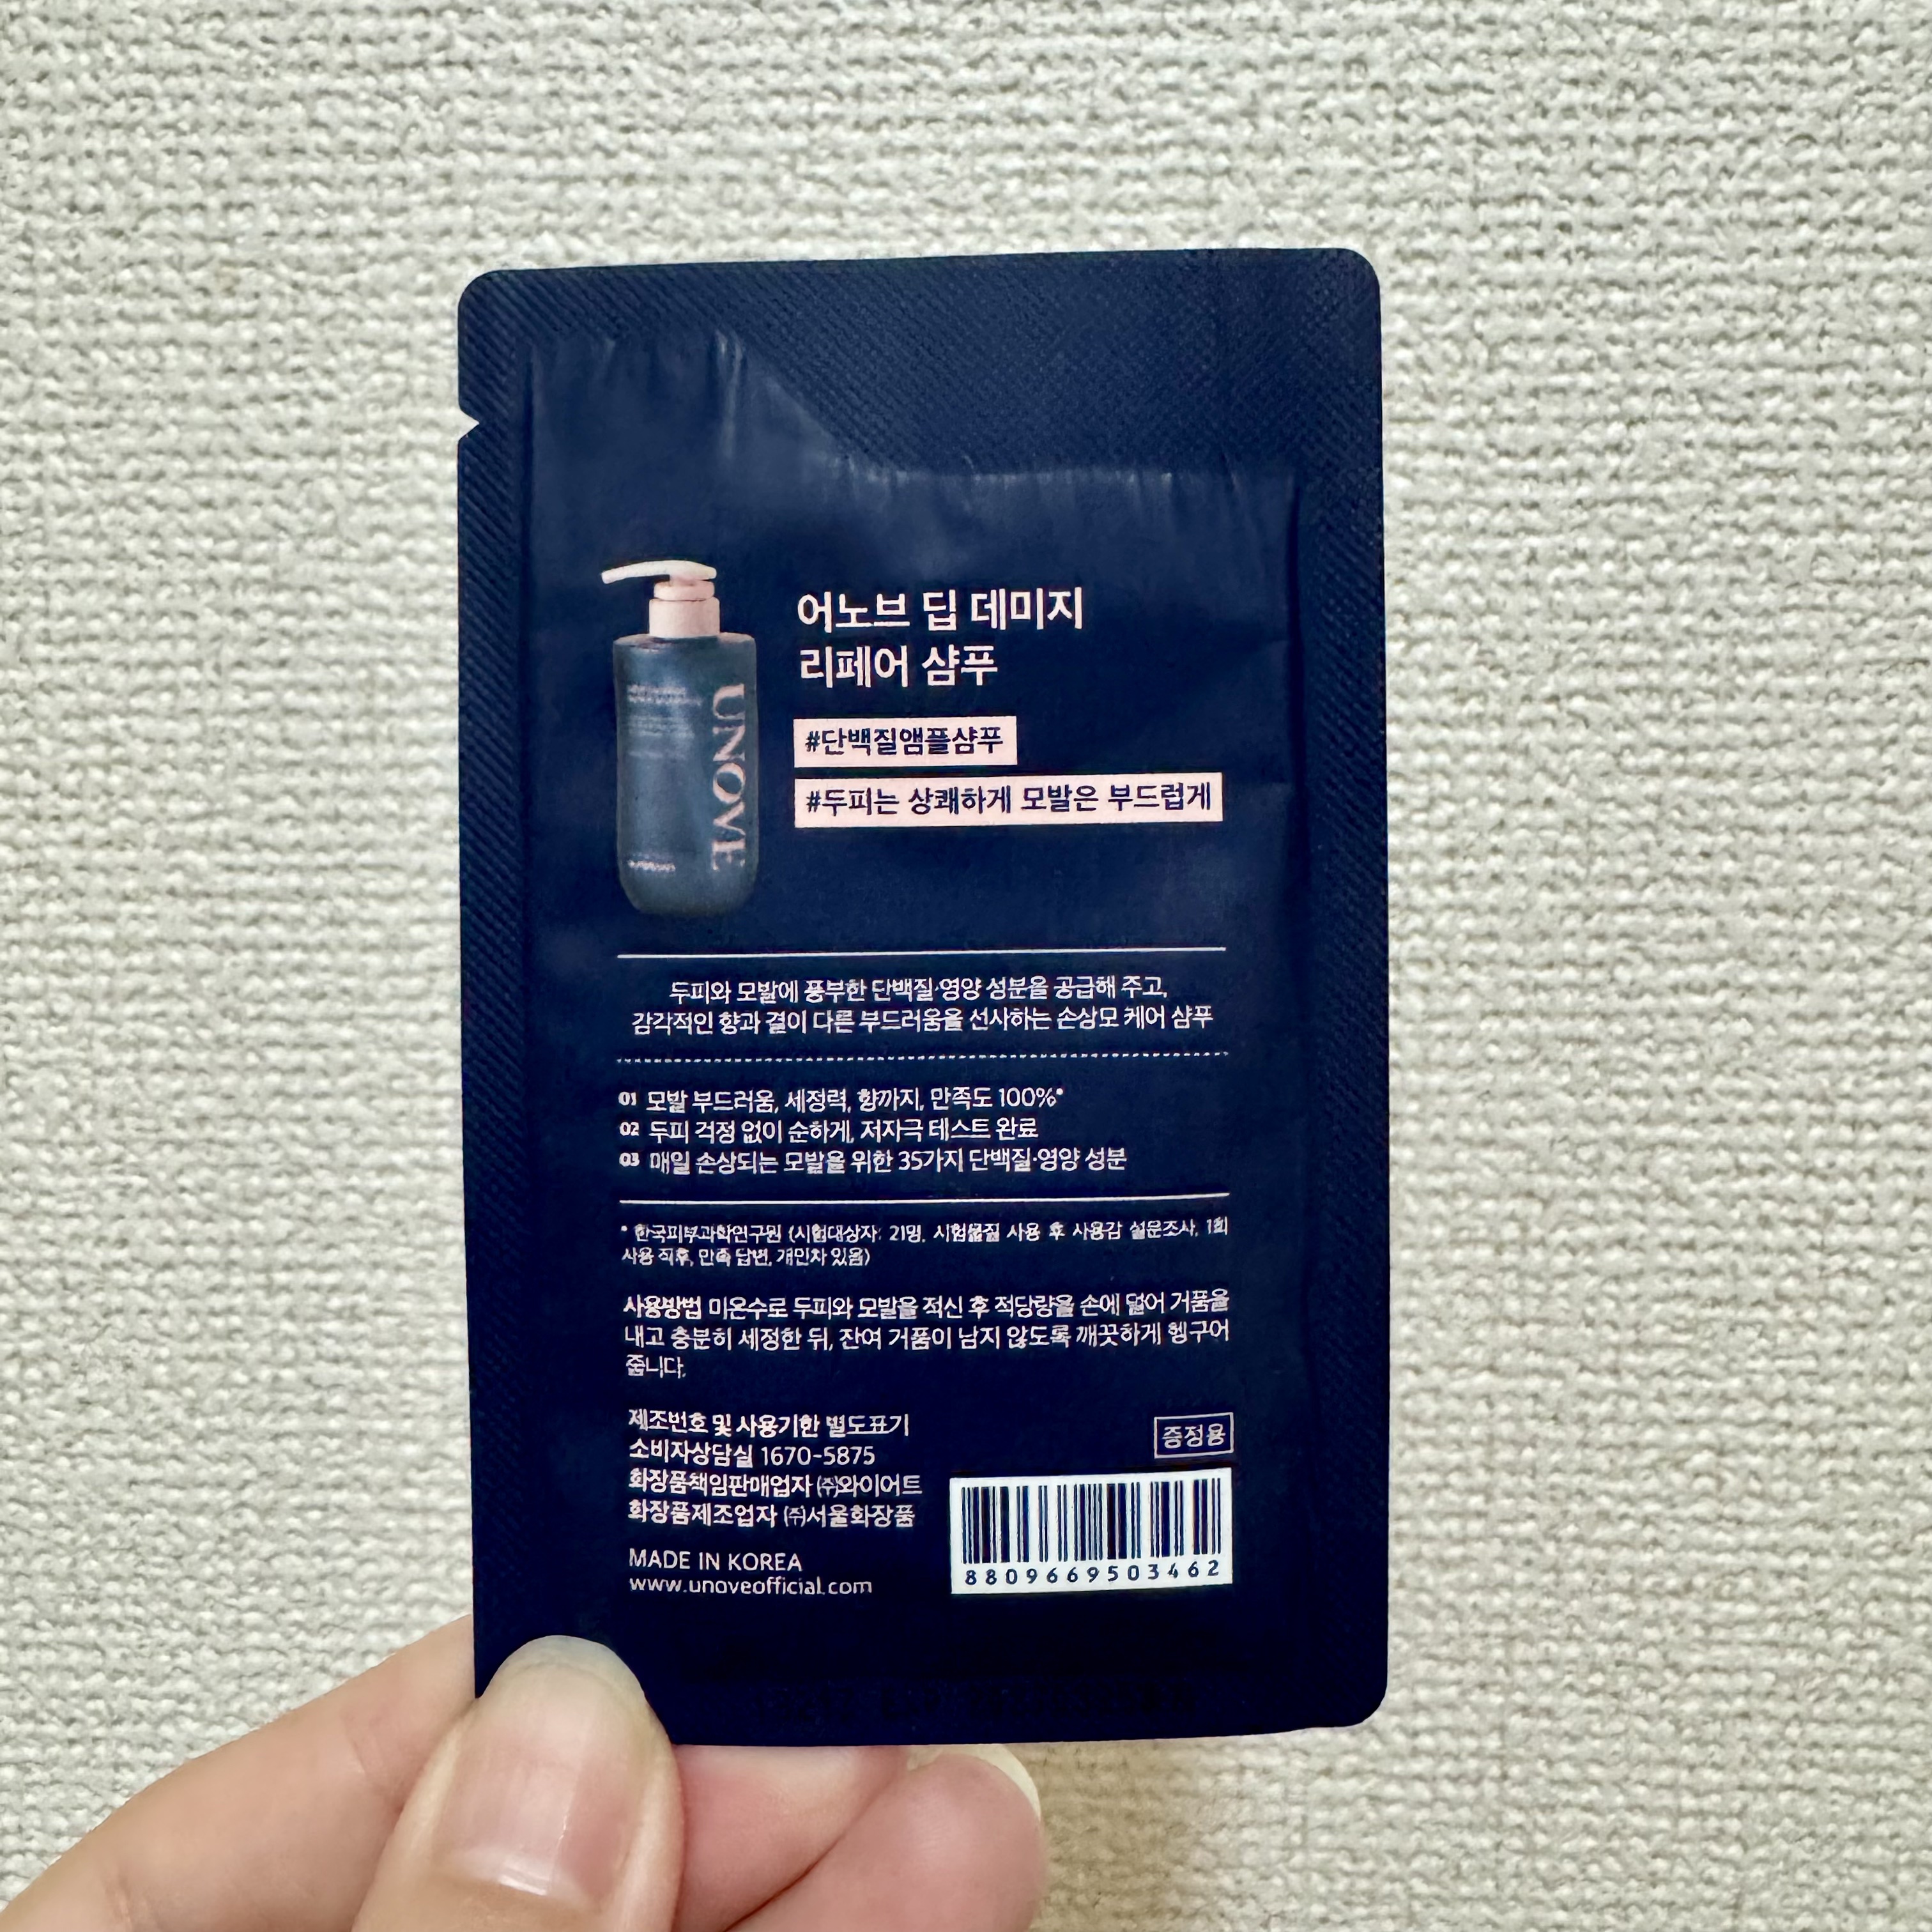 어노브 딥 데미지
리페어 샴푸
UNOVE
#단백질앰플샴푸
#두피는 상쾌하게 모발은 부드럽게
두피와 모발에 풍부한 단백질·영양 성분을 공급해 주고,
감각적인 향과 결이 다른 부드러움을 선사하는 손상모 케어 샴푸
01 모발 부드러움, 세정력, 향까지, 만족도 100%*
02 두피 걱정 없이 순하게, 저자극 테스트 완료
03 매일 손상되는 모발을 위한 35가지 단백질·영양 성분
* 한국피부과학연구원 (시험대상자: 21명, 시험물질 사용 후 사용감 설문조사, 1회
사용 직후, 만족 답변, 개인차 있음)
사용방법 미온수로 두피와 모발을 적신 후 적당량을 손에 덜어 거품을
내고 충분히 세정한 뒤, 잔여 거품이 남지 않도록 깨끗하게 헹구어
줍니다.
제조번호 및 사용기한 별도표기
소비자상담실 1670-5875
화장품책임판매업자 ㈜와이어트
화장품제조업자 ㈜서울화장품
증정용
MADE IN KOREA
www.unoveofficial.com
8809669503462